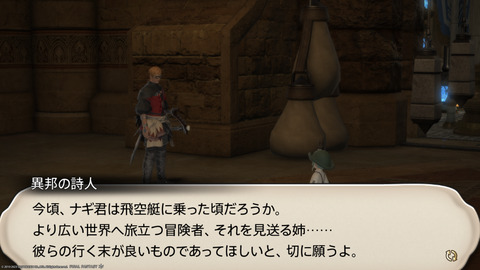 異邦の詩人
今頃、ナギ君は飛空艇に乗った頃だろうか。
より広い世界へ旅立つ冒険者、それを見送る姉……
彼らの行く末が良いものであってほしいと、切に願うよ。